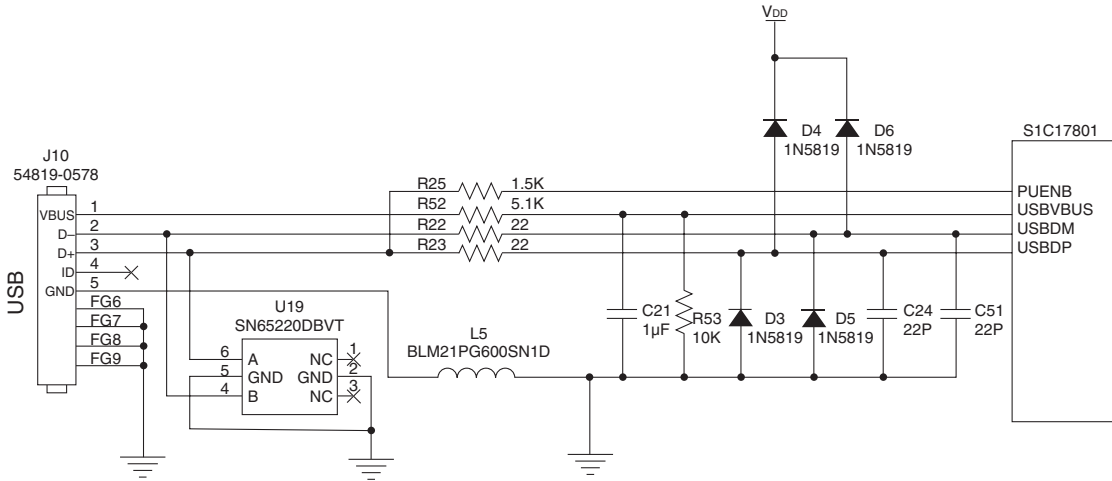 VDD
D4
1N5819
D6
1N5819
S1C17801
J10
54819-0578
USB
VBUS 1
D– 2
D+ 3
ID 4
GND 5
FG6
FG7
FG8
FG9
R25 1.5K
R52 5.1K
R22 22
R23 22
PUENB
USBVBUS
USBDM
USBDP
U19
SN65220DBVT
6 A NC 1
5 GND GND 2
4 B NC 3
L5
BLM21PG600SN1D
C21
1µF
R53
10K
D3
1N5819
D5
1N5819
C24
22P
C51
22P